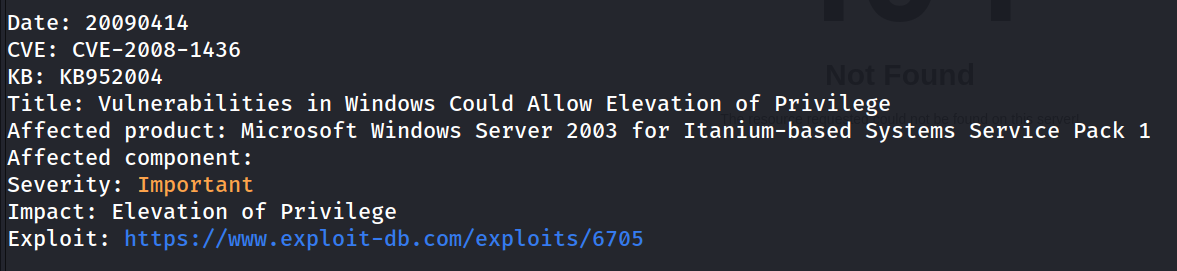 Date: 20090414
CVE: CVE-2008-1436
KB: KB952004
Title: Vulnerabilities in Windows Could Allow Elevation of Privilege
Affected product: Microsoft Windows Server 2003 for Itanium-based Systems Service Pack 1
Affected component:
Severity: Important
Impact: Elevation of Privilege
Exploit: https://www.exploit-db.com/exploits/6705
Not Found